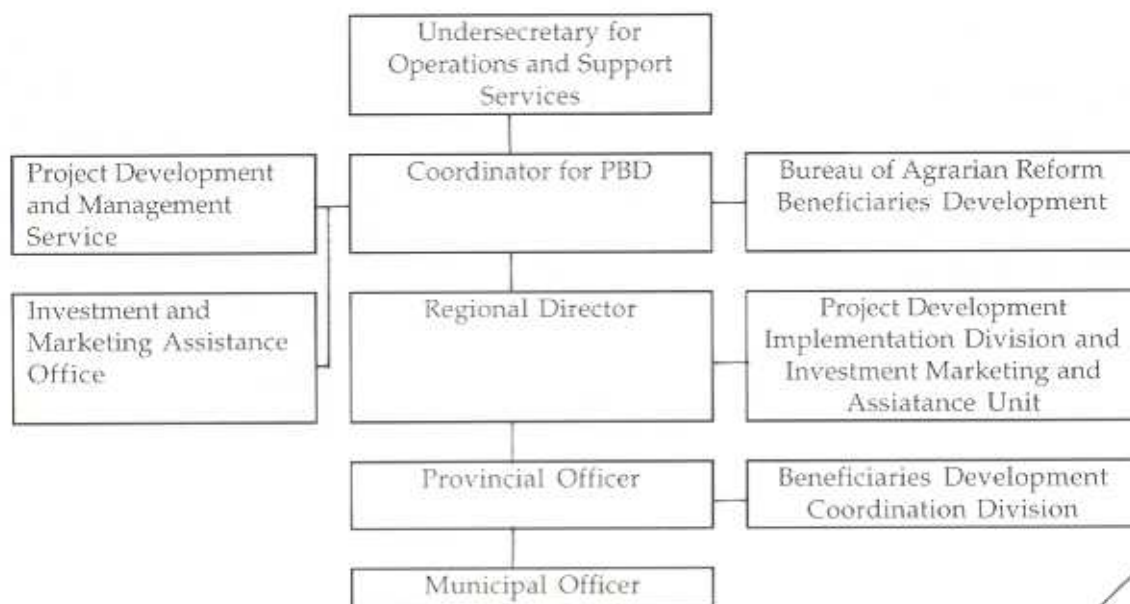 Undersecretary for
Operations and Support
Services
Project Development
and Management
Service
Coordinator for PBD
Bureau of Agrarian Reform
Beneficiaries Development
Investment and
Marketing Assistance
Office
Regional Director
Project Development
Implementation Division and
Investment Marketing and
Assiatance Unit
Provincial Officer
Beneficiaries Development
Coordination Division
Municipal Officer